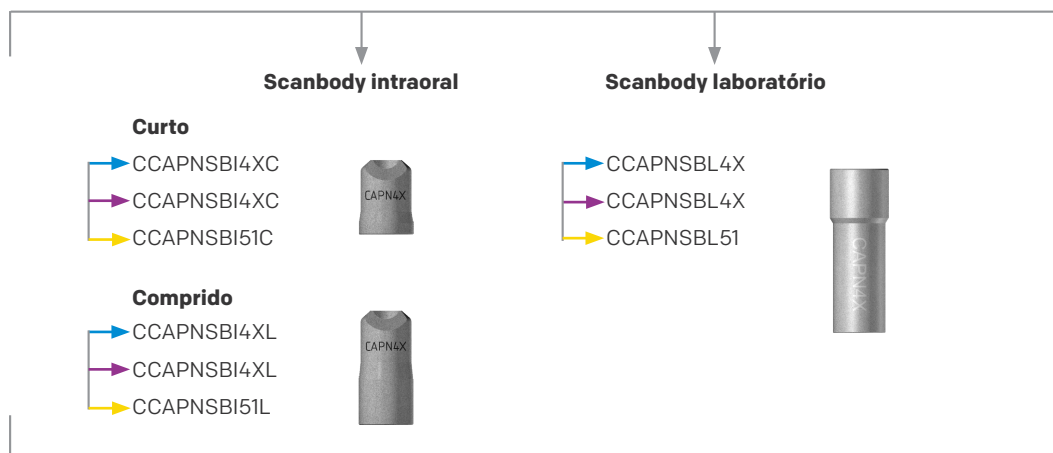 Scanbody intraoral
Curto
CCAPNSBI4XC
CCAPNSBI4XC
CCAPNSBI51C
CAPN4X
Comprido
CCAPNSBI4XL
CCAPNSBI4XL
CCAPNSBI51L
CAPN4X
Scanbody laboratório
CCAPNSBL4X
CCAPNSBL4X
CCAPNSBL51
CAPN4X